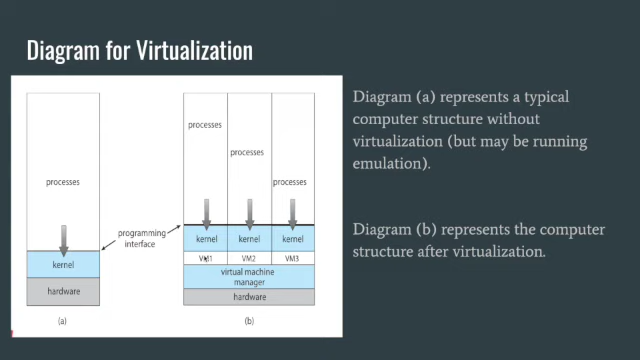 Diagram for Virtualization
processes
kernel
hardware
(a)
programming
interface
processes
processes
processes
kernel
kernel
kernel
VM1
VM2
VM3
virtual machine
manager
hardware
(b)
Diagram (a) represents a typical
computer structure without
virtualization (but may be running
emulation).
Diagram (b) represents the computer
structure after virtualization.